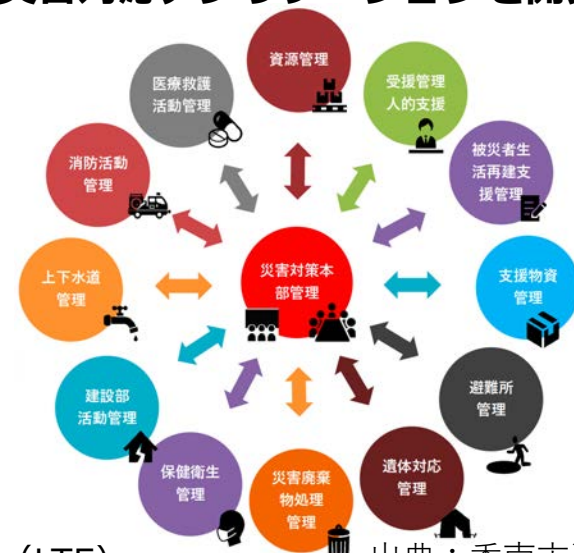 資源管理
受援管理
人的支援
被災者生
活再建支
援管理
支援物資
管理
避難所
管理
遺体対応
管理
災害廃棄
物処理
管理
保健衛生
管理
建設部
活動管理
上下水道
管理
消防活動
管理
医療救護
活動管理
災害対策本
部管理
(LTE)